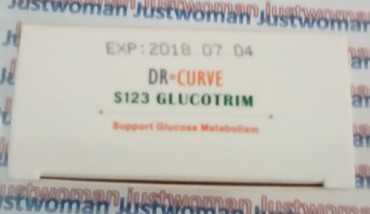 Justwoman Justwoman Justwoman
EXP:2018 07 04
DR-CURVE
S123 GLUCOTRIM
Support Glucose Metabolism
Justwoman Justwoman Justwoman